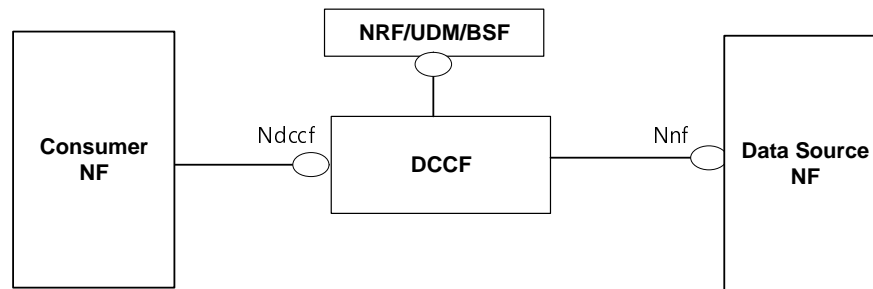 NRF/UDM/BSF
Consumer
NF
Ndccf
DCCF
Nnf
Data Source
NF